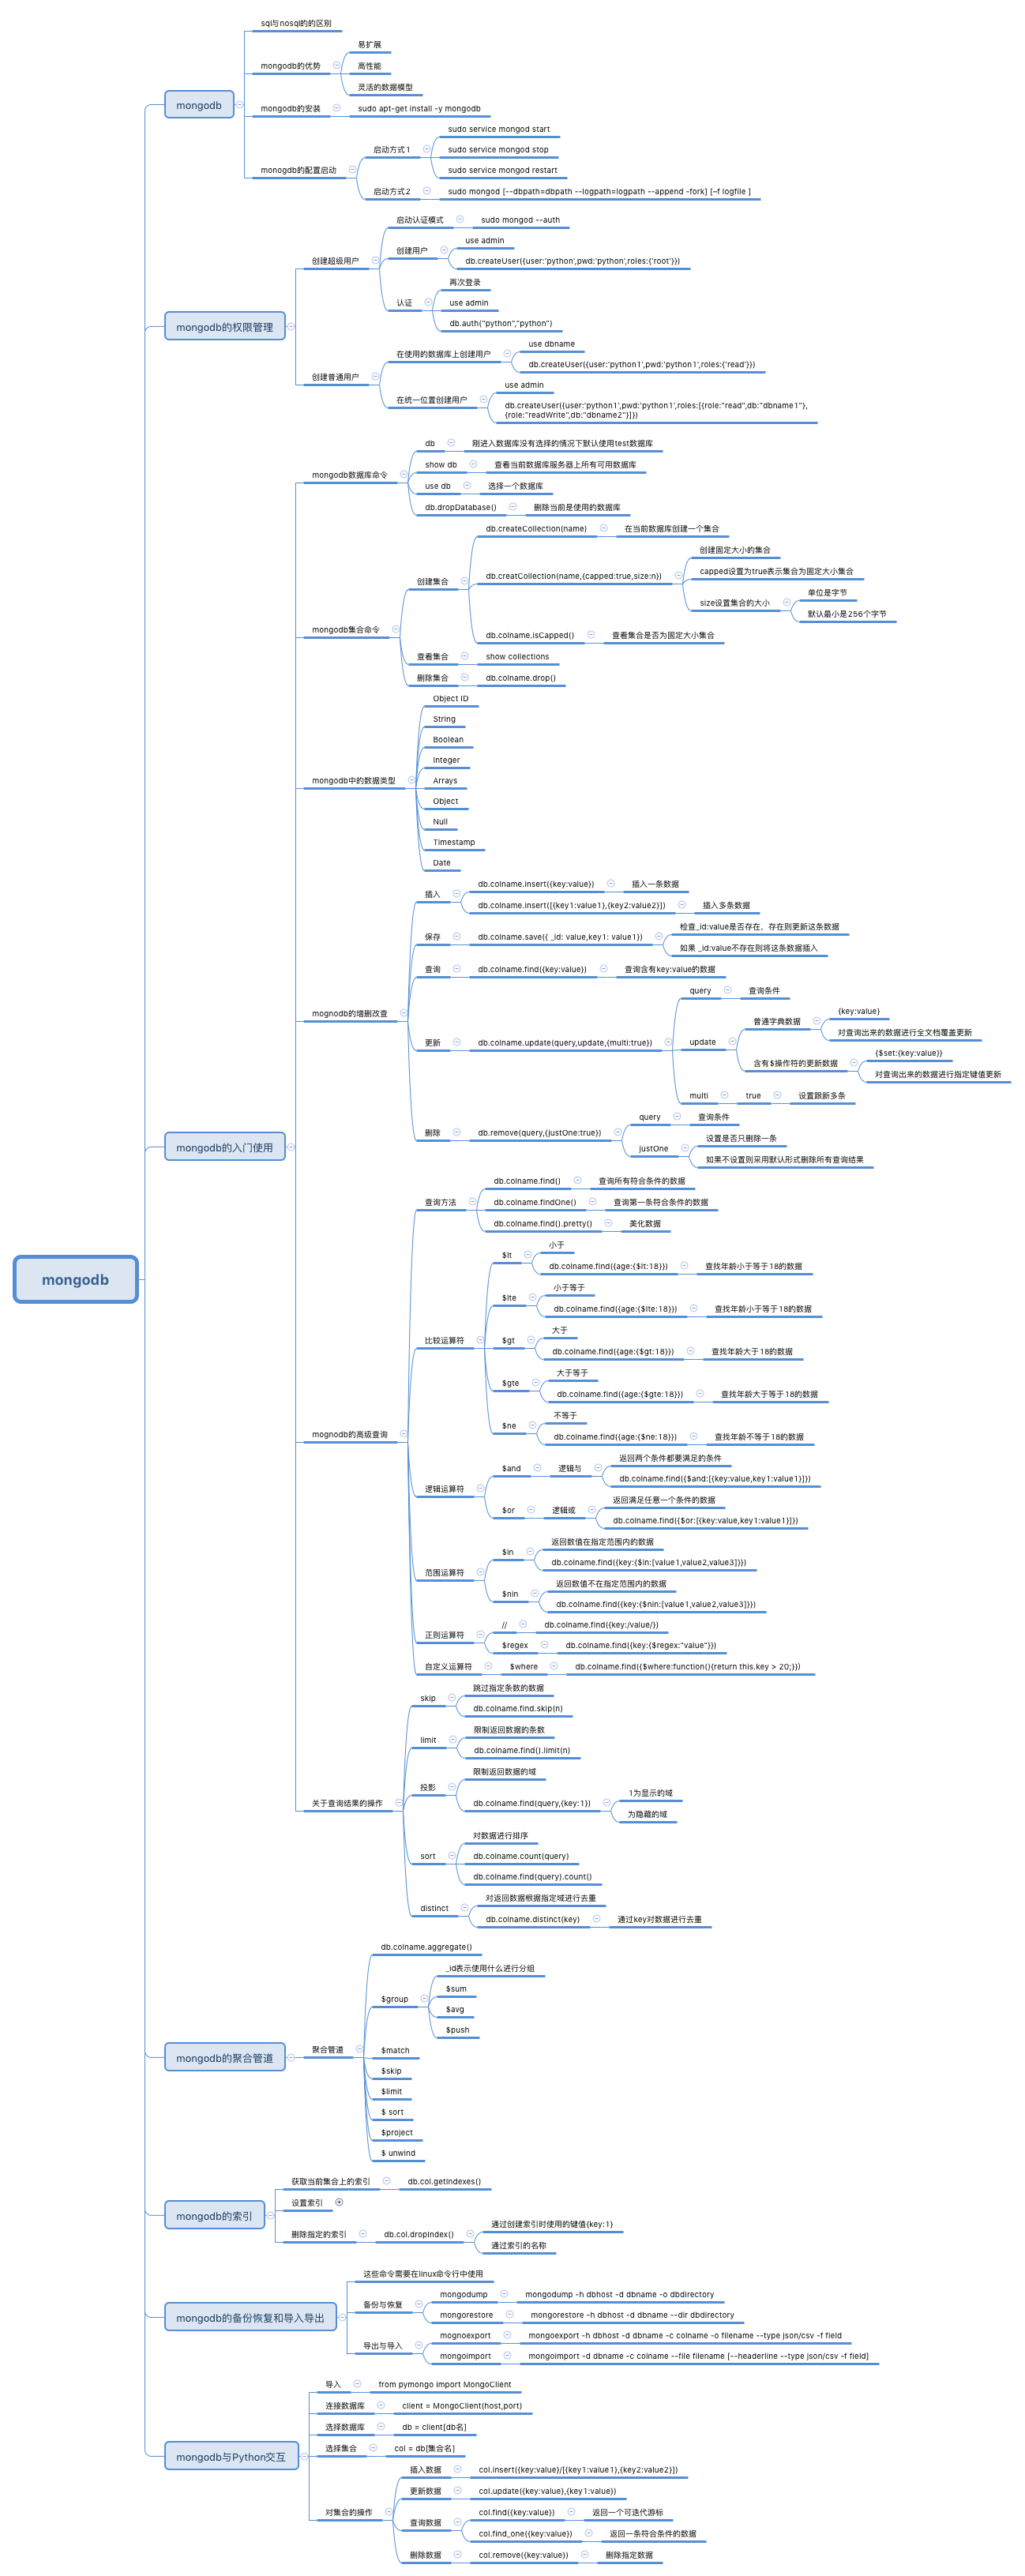 mongodb
mongodb
sql与nosql的的区别
mongodb的优势
易扩展
高性能
灵活的数据模型
mongodb的安装
sudo apt-get install -y mongodb
monogdb的配置启动
启动方式1
sudo service mongod start
sudo service mongod stop
sudo service mongod restart
启动方式2
sudo mongod [--dbpath=dbpath --logpath=logpath --append -fork] [-f logfile ]
mongodb的权限管理
创建超级用户
启动认证模式
sudo mongod --auth
创建用户
use admin
db.createUser({user:'python',pwd:'python',roles:{'root'}})
认证
再次登录
use admin
db.auth("python","python")
创建普通用户
在使用的数据库上创建用户
use dbname
db.createUser({user:'python1',pwd:'python1',roles:{'read'}})
在统一位置创建用户
use admin
db.createUser({user:'python1',pwd:'python1',roles:[{role:"read",db:"dbname1"},
{role:"readWrite",db:"dbname2"}]})
mongodb的入门使用
mongodb数据库命令
db
刚进入数据库没有选择的情况下默认使用test数据库
show db
查看当前数据库服务器上所有可用数据库
use db
选择一个数据库
db.dropDatabase()
删除当前是使用的数据库
mongodb集合命令
创建集合
db.createCollection(name)
在当前数据库创建一个集合
db.creatCollection(name,{capped:true,size:n})
创建固定大小的集合
capped设置为true表示集合为固定大小集合
size设置集合的大小
单位是字节
默认最小是256个字节
db.colname.isCapped()
查看集合是否为固定大小集合
查看集合
show collections
删除集合
db.colname.drop()
mongodb中的数据类型
Object ID
String
Boolean
Integer
Arrays
Object
Null
Timestamp
Date
mognodb的增删改查
插入
db.colname.insert({key:value})
插入一条数据
db.colname.insert([{key1:value1},{key2:value2}])
插入多条数据
保存
db.colname.save({ _id: value,key1: value1})
检查_id:value是否存在，存在则更新这条数据
如果 _id:value不存在则将这条数据插入
查询
db.colname.find({key:value})
查询含有key:value的数据
更新
db.colname.update(query,update,{multi:true})
query
查询条件
update
普通字典数据
{key:value}
对查询出来的数据进行全文档覆盖更新
含有$操作符的更新数据
{$set:{key:value}}
对查询出来的数据进行指定键值更新
multi
true
设置跟新多条
删除
db.remove(query,{justOne:true})
query
查询条件
justOne
设置是否只删除一条
如果不设置则采用默认形式删除所有查询结果
mognodb的高级查询
查询方法
db.colname.find()
查询所有符合条件的数据
db.colname.findOne()
查询第一条符合条件的数据
db.colname.find().pretty()
美化数据
比较运算符
$lt
小于
db.colname.find({age:{$lt:18}})
查找年龄小于等于18的数据
$lte
小于等于
db.colname.find({age:{$lte:18}})
查找年龄小于等于18的数据
$gt
大于
db.colname.find({age:{$gt:18}})
查找年龄大于18的数据
$gte
大于等于
db.colname.find({age:{$gte:18}})
查找年龄大于等于18的数据
$ne
不等于
db.colname.find({age:{$ne:18}})
查找年龄不等于18的数据
逻辑运算符
$and
逻辑与
返回两个条件都要满足的条件
db.colname.find({$and:[{key:value,key1:value1}]})
$or
逻辑或
返回满足任意一个条件的数据
db.colname.find({$or:[{key:value,key1:value1}]})
范围运算符
$in
返回数值在指定范围内的数据
db.colname.find({key:{$in:[value1,value2,value3]}})
$nin
返回数值不在指定范围内的数据
db.colname.find({key:{$nin:[value1,value2,value3]}})
正则运算符
//
db.colname.find({key:/value/})
$regex
db.colname.find({key:{$regex:"value"}})
自定义运算符
$where
db.colname.find({$where:function(){return this.key > 20;}})
关于查询结果的操作
skip
跳过指定条数的数据
db.colname.find.skip(n)
limit
限制返回数据的条数
db.colname.find().limit(n)
投影
限制返回数据的域
db.colname.find(query,{key:1})
1为显示的域
为隐藏的域
sort
对数据进行排序
db.colname.count(query)
db.colname.find(query).count()
distinct
对返回数据根据指定域进行去重
db.colname.distinct(key)
通过key对数据进行去重
mongodb的聚合管道
聚合管道
db.colname.aggregate()
$group
_id表示使用什么进行分组
$sum
$avg
$push
$match
$skip
$limit
$ sort
$project
$ unwind
mongodb的索引
获取当前集合上的索引
db.col.getIndexes()
设置索引
删除指定的索引
db.col.dropIndex()
通过创建索引时使用的键值{key:1}
通过索引的名称
mongodb的备份恢复和导入导出
这些命令需要在linux命令行中使用
备份与恢复
mongodump
mongodump -h dbhost -d dbname -o dbdirectory
mongorestore
mongorestore -h dbhost -d dbname --dir dbdirectory
导出与导入
mognoexport
mongoexport -h dbhost -d dbname -c colname -o filename --type json/csv -f field
mongoimport
mongoimport -d dbname -c colname --file filename [--headerline --type json/csv -f field]
mongodb与Python交互
导入
from pymongo import MongoClient
连接数据库
client = MongoClient(host,port)
选择数据库
db = client[db名]
选择集合
col = db[集合名]
对集合的操作
插入数据
col.insert({key:value}/[{key1:value1},{key2:value2}])
更新数据
col.update({key:value},{key1:value})
查询数据
col.find({key:value})
返回一个可迭代游标
col.find_one({key:value})
返回一条符合条件的数据
删除数据
col.remove({key:value})
删除指定数据